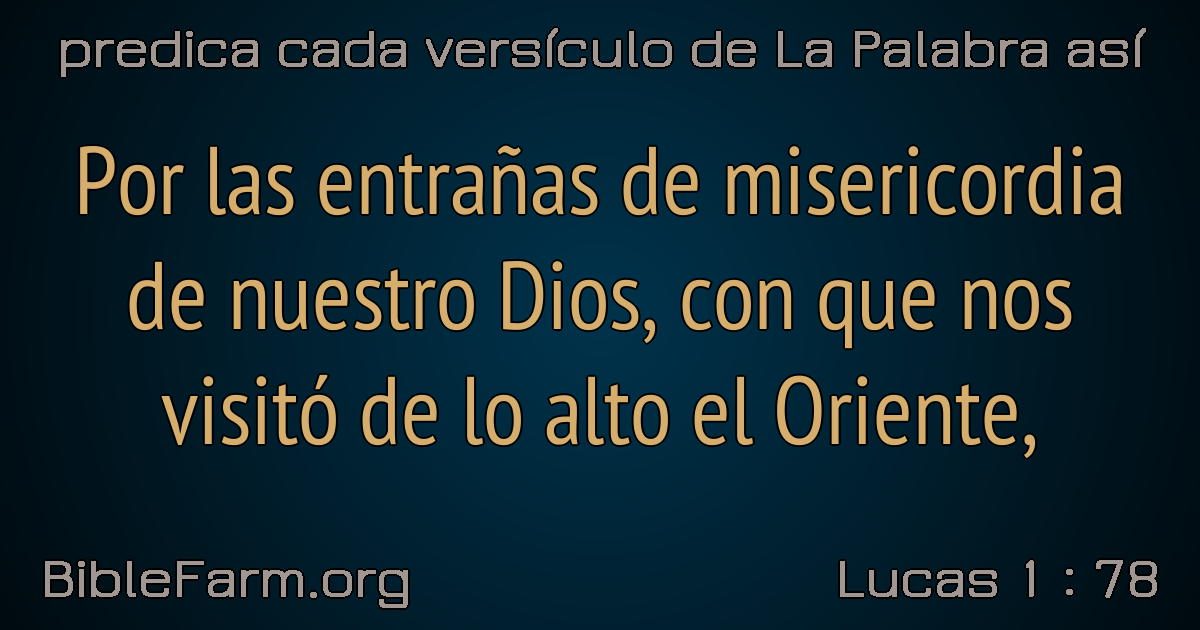 predica cada versículo de La Palabra así
Por las entrañas de misericordia
de nuestro Dios, con que nos
visitó de lo alto el Oriente,
BibleFarm.org
Lucas 1 : 78